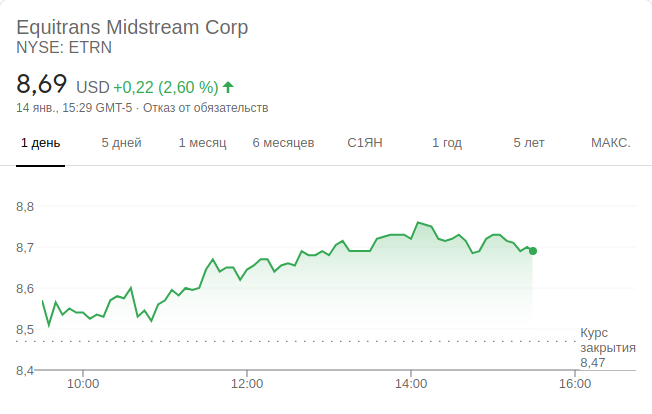 Equitrans Midstream Corp
NYSE: ETRN
8,69 USD +0,22 (2,60 %)
14 янв., 15:29 GMT-5 · Отказ от обязательств
1 день 5 дней 1 месяц 6 месяцев С1ЯН 1 год 5 лет МАКС.
8,8
8,7
8,6
8,5
8,4
Курс
закрытия
8,47
10:00 12:00 14:00 16:00